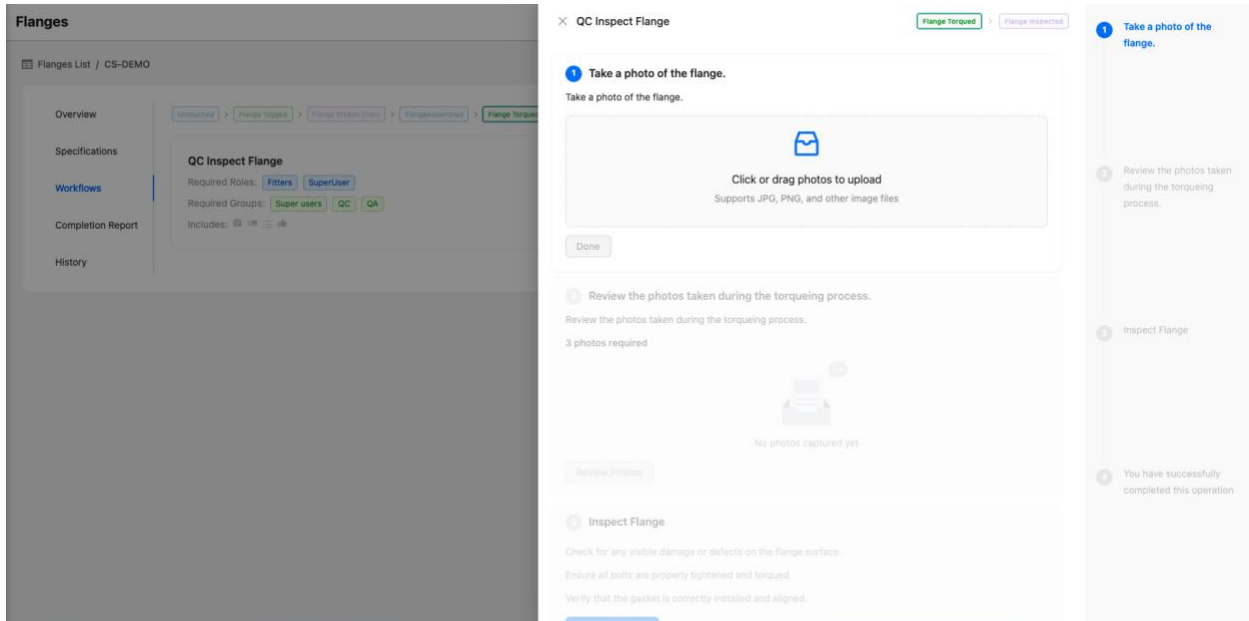 Flanges
Flanges List / CS-DEMO
Overview
Specifications
Workflows
Completion Report
History
Untouched > Flange Tagged > Flange Broken Down > FlangeAssembled > Flange Torqued
QC Inspect Flange
Required Roles: Fitters SuperUser
Required Groups: Super users QC QA
Includes:
QC Inspect Flange
Flange Torqued > Flange Inspected
1 Take a photo of the flange.
Take a photo of the flange.
Click or drag photos to upload
Supports JPG, PNG, and other image files
Done
2 Review the photos taken during the torqueing process.
Review the photos taken during the torqueing process.
3 photos required
No photos captured yet
Review Photos
3 Inspect Flange
Check for any visible damage or defects on the flange surface.
Ensure all bolts are properly tightened and torqued.
Verify that the gasket is correctly installed and aligned.
1 Take a photo of the
flange.
2 Review the photos taken
during the torqueing
process.
3 Inspect Flange
4 You have successfully
completed this operation